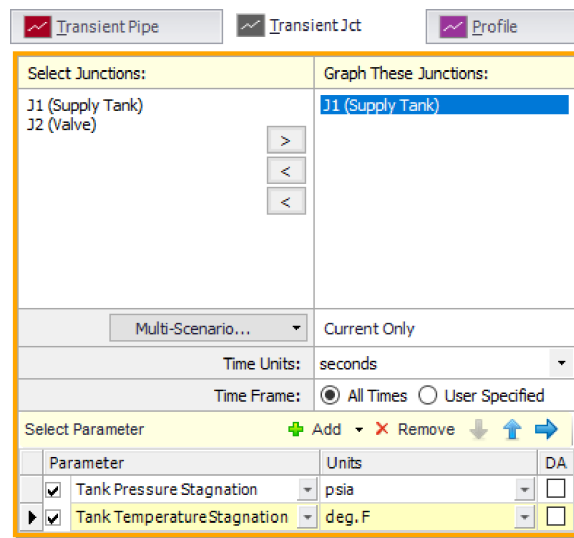 Transient Pipe
Transient Jct
Profile
Select Junctions:
Graph These Junctions:
J1 (Supply Tank)
J2 (Valve)
>
<
<
J1 (Supply Tank)
Multi-Scenario...
Current Only
Time Units:
seconds
Time Frame:
All Times
User Specified
Select Parameter
Add
Remove
Parameter
Units
DA
Tank Pressure Stagnation
psia
Tank Temperature Stagnation
deg. F